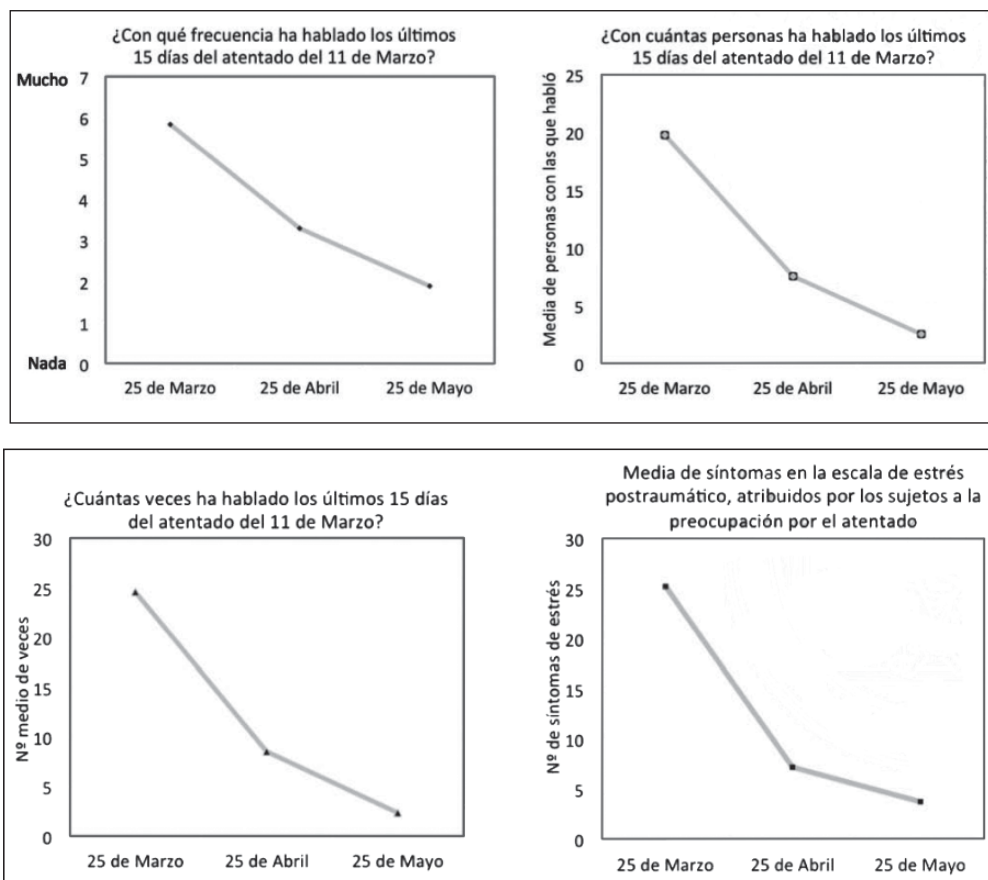 ¿Con qué frecuencia ha hablado los últimos
15 días del atentado del 11 de Marzo?
Mucho 7
6
5
4
3
2
1
Nada 0
25 de Marzo 25 de Abril 25 de Mayo
¿Con cuántas personas ha hablado los últimos
15 días del atentado del 11 de Marzo?
Media de personas con las que habló
25
20
15
10
5
0
25 de Marzo 25 de Abril 25 de Mayo
¿Cuántas veces ha hablado los últimos 15 días
del atentado del 11 de Marzo?
Nº medio de veces
30
25
20
15
10
5
0
25 de Marzo 25 de Abril 25 de Mayo
Media de síntomas en la escala de estrés
postraumático, atribuidos por los sujetos a la
preocupación por el atentado
Nº de síntomas de estrés
30
25
20
15
10
5
0
25 de Marzo 25 de Abril 25 de Mayo